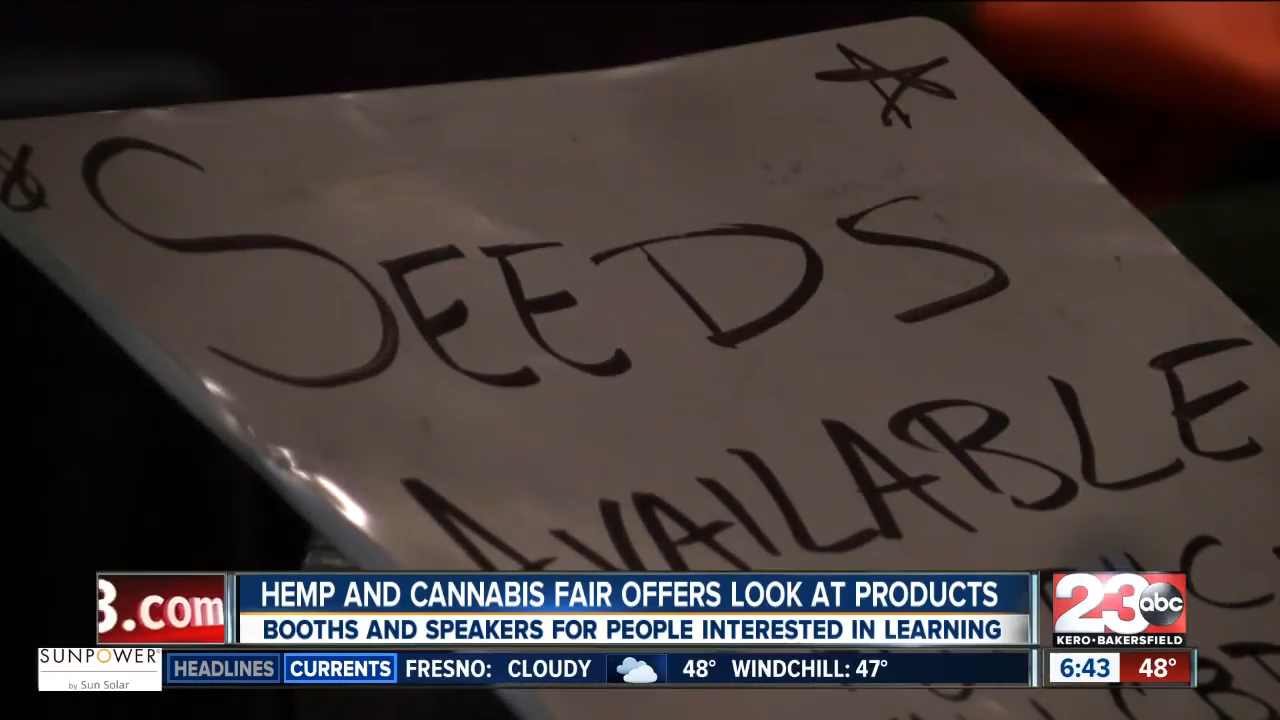 SEEDS
AVAILABLE
3.com
HEMP AND CANNABIS FAIR OFFERS LOOK AT PRODUCTS
BOOTHS AND SPEAKERS FOR PEOPLE INTERESTED IN LEARNING
23 abc
KERO·BAKERSFIELD
SUNPOWER®
by Sun Solar
HEADLINES CURRENTS FRESNO: CLOUDY 48° WINDCHILL: 47°
6:43 48°